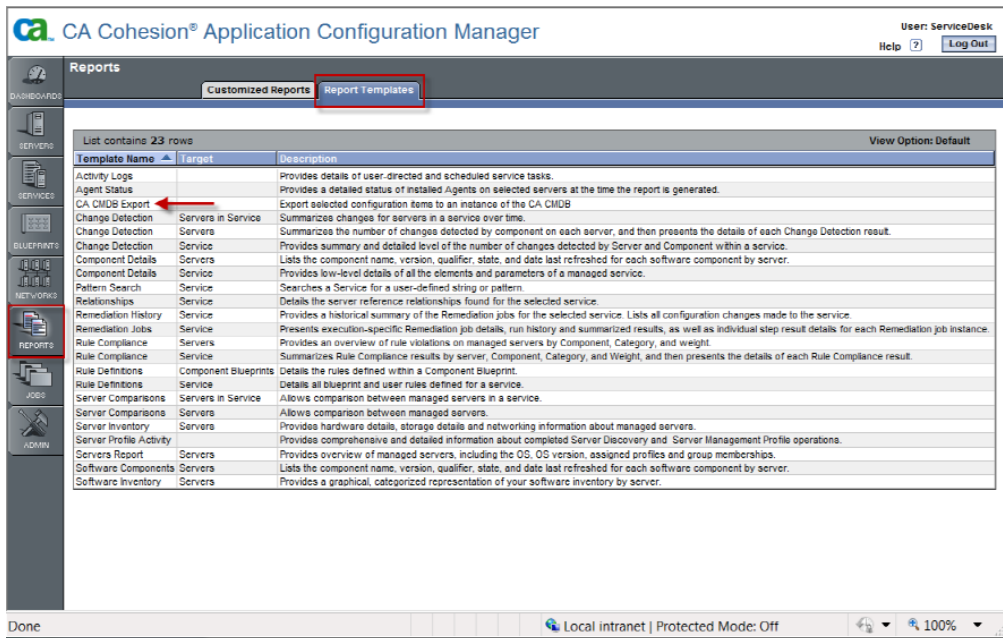 ca CA Cohesion® Application Configuration Manager
User: ServiceDesk
Help ? Log Out
Reports
Customized Reports Report Templates
DASHBOARDS
SERVERS
SERVICES
BLUEPRINTS
NETWORKS
REPORTS
JOBS
ADMIN
List contains 23 rows View Option: Default
Template Name Target Description
Activity Logs Provides details of user-directed and scheduled service tasks.
Agent Status Provides a detailed status of installed Agents on selected servers at the time the report is generated.
CA CMDB Export Export selected configuration items to an instance of the CA CMDB
Change Detection Servers in Service Summarizes changes for servers in a service over time.
Change Detection Servers Summarizes the number of changes detected by component on each server, and then presents the details of each Change Detection result.
Change Detection Service Provides summary and detailed level of the number of changes detected by Server and Component within a service.
Component Details Servers Lists the component name, version, qualifier, state, and date last refreshed for each software component by server.
Component Details Service Provides low-level details of all the elements and parameters of a managed service.
Pattern Search Service Searches a Service for a user-defined string or pattern.
Relationships Service Details the server reference relationships found for the selected service.
Remediation History Service Provides a historical summary of the Remediation jobs for the selected service. Lists all configuration changes made to the service.
Remediation Jobs Service Presents execution-specific Remediation job details, run history and summarized results, as well as individual step result details for each Remediation job instance.
Rule Compliance Servers Provides an overview of rule violations on managed servers by Component, Category, and weight.
Rule Compliance Service Summarizes Rule Compliance results by server, Component, Category, and Weight, and then presents the details of each Rule Compliance result.
Rule Definitions Component Blueprints Details the rules defined within a Component Blueprint.
Rule Definitions Service Details all blueprint and user rules defined for a service.
Server Comparisons Servers in Service Allows comparison between managed servers in a service.
Server Comparisons Servers Allows comparison between managed servers.
Server Inventory Servers Provides hardware details, storage details and networking information about managed servers.
Server Profile Activity Provides comprehensive and detailed information about completed Server Discovery and Server Management Profile operations.
Servers Report Servers Provides overview of managed servers, including the OS, OS version, assigned profiles and group memberships.
Software Components Servers Lists the component name, version, qualifier, state, and date last refreshed for each software component by server.
Software Inventory Servers Provides a graphical, categorized representation of your software inventory by server.
Done Local intranet | Protected Mode: Off 100%